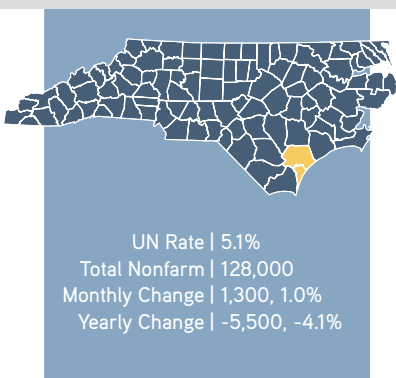 UN Rate | 5.1%
Total Nonfarm | 128,000
Monthly Change | 1,300, 1.0%
Yearly Change | -5,500, -4.1%